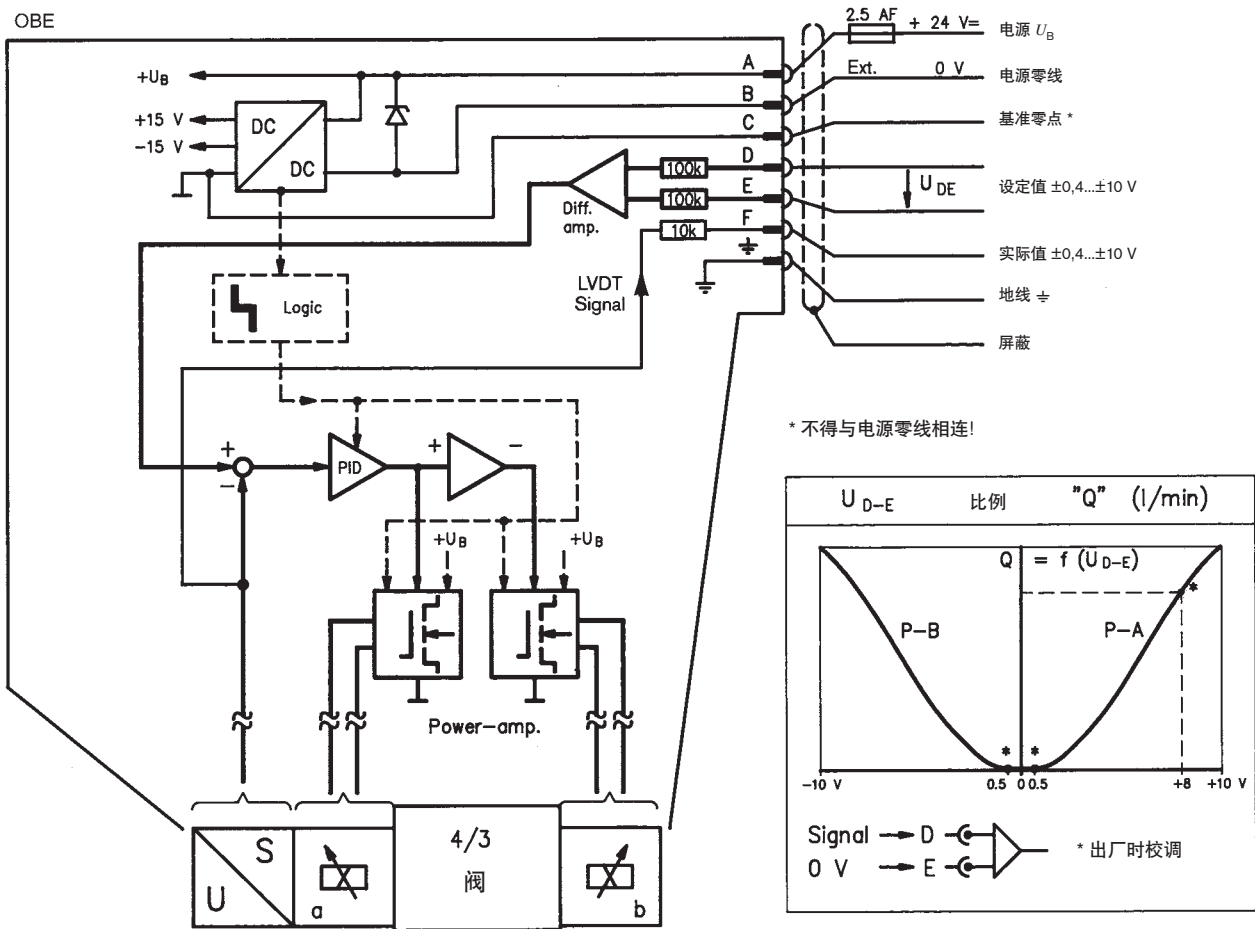 OBE
2.5 AF + 24 V= 电源 U_B
+U_B A
Ext. 0 V 电源零线
B
+15 V DC
-15 V DC
C 基准零点 *
100k D
U_DE 设定值 ±0,4...±10 V
100k E
Diff. amp.
10k F
实际值 ±0,4...±10 V
LVDT Signal
地线
Logic
屏蔽
* 不得与电源零线相连!
+ PID + −
−
+U_B +U_B
Power-amp.
U S a 4/3 阀 b
U_D-E 比例 "Q" (l/min)
Q = f (U_D-E)
*
P-B P-A
* *
-10 V 0.5 0 0.5 +8 +10 V
Signal D
0 V E
* 出厂时校调